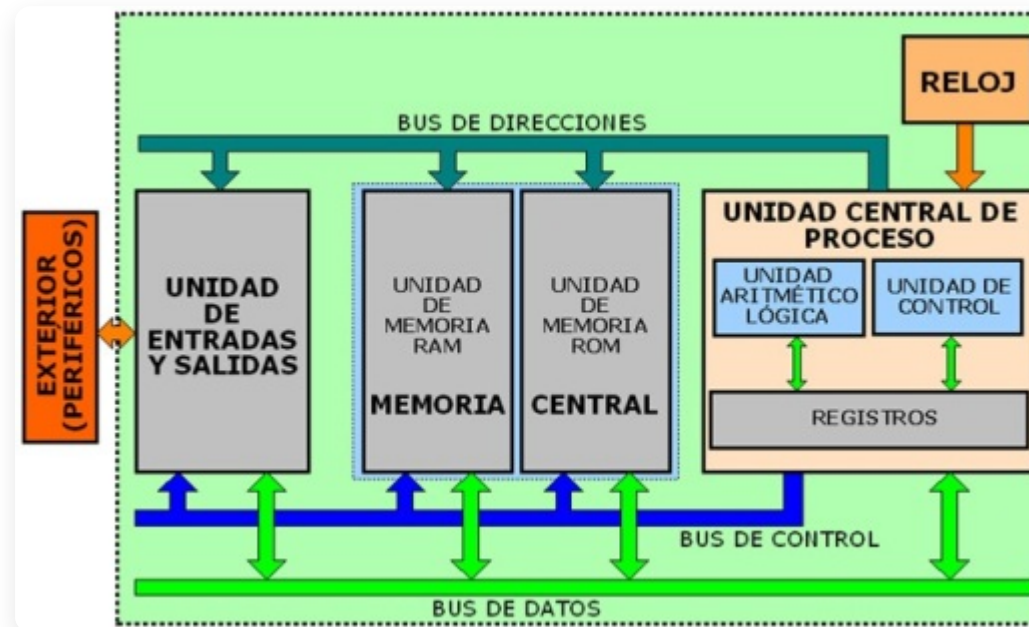 RELOJ
BUS DE DIRECCIONES
EXTERIOR
(PERIFÉRICOS)
UNIDAD
DE
ENTRADAS
Y SALIDAS
UNIDAD
DE
MEMORIA
RAM
MEMORIA
UNIDAD
DE
MEMORIA
ROM
CENTRAL
UNIDAD CENTRAL DE
PROCESO
UNIDAD
ARITMÉTICO
LÓGICA
UNIDAD DE
CONTROL
REGISTROS
BUS DE CONTROL
BUS DE DATOS